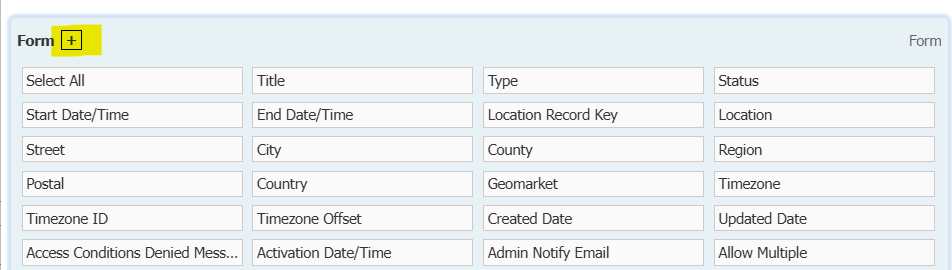 Form + Form
Select All Title Type Status
Start Date/Time End Date/Time Location Record Key Location
Street City County Region
Postal Country Geomarket Timezone
Timezone ID Timezone Offset Created Date Updated Date
Access Conditions Denied Mess... Activation Date/Time Admin Notify Email Allow Multiple